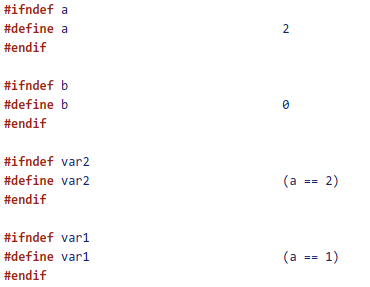 #ifndef a
#define a 2
#endif
#ifndef b
#define b 0
#endif
#ifndef var2
#define var2 (a == 2)
#endif
#ifndef var1
#define var1 (a == 1)
#endif